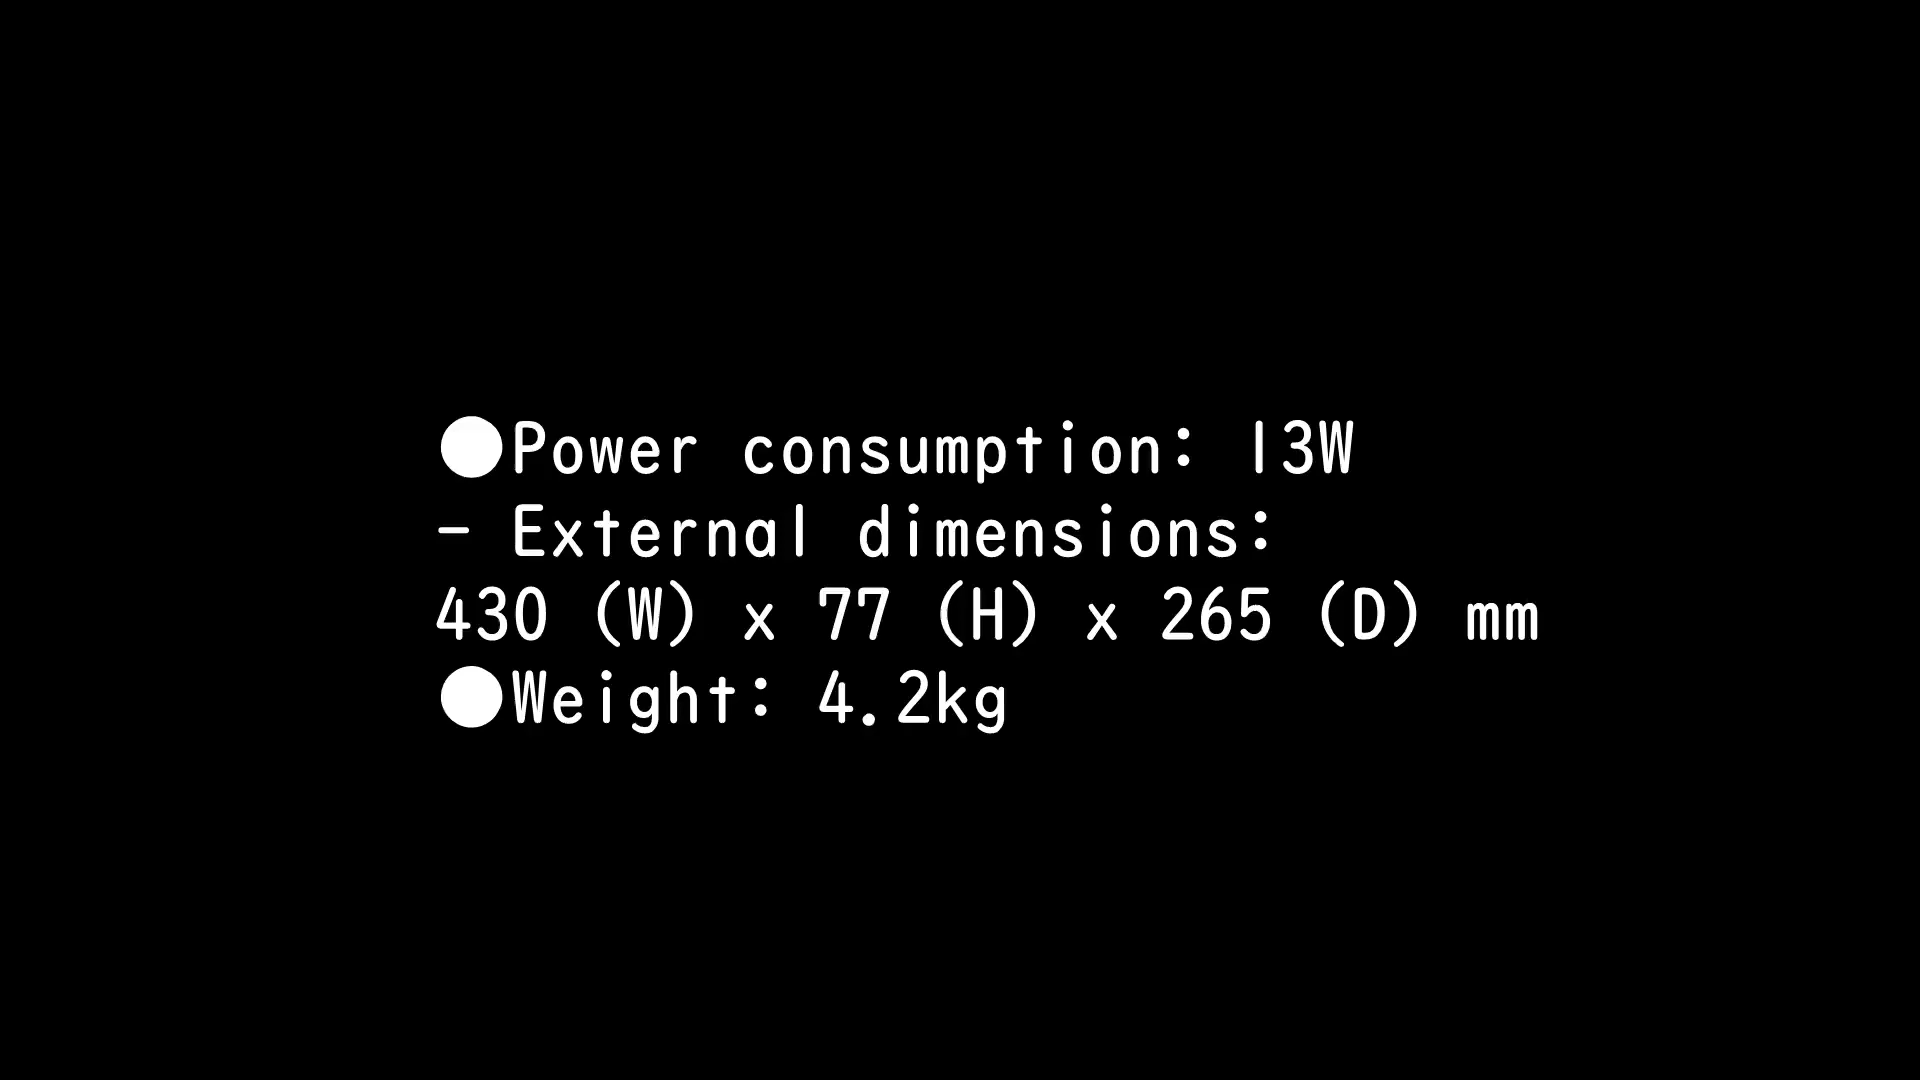 ●Power consumption: 13W
- External dimensions:
430 (W) x 77 (H) x 265 (D) mm
●Weight: 4.2kg